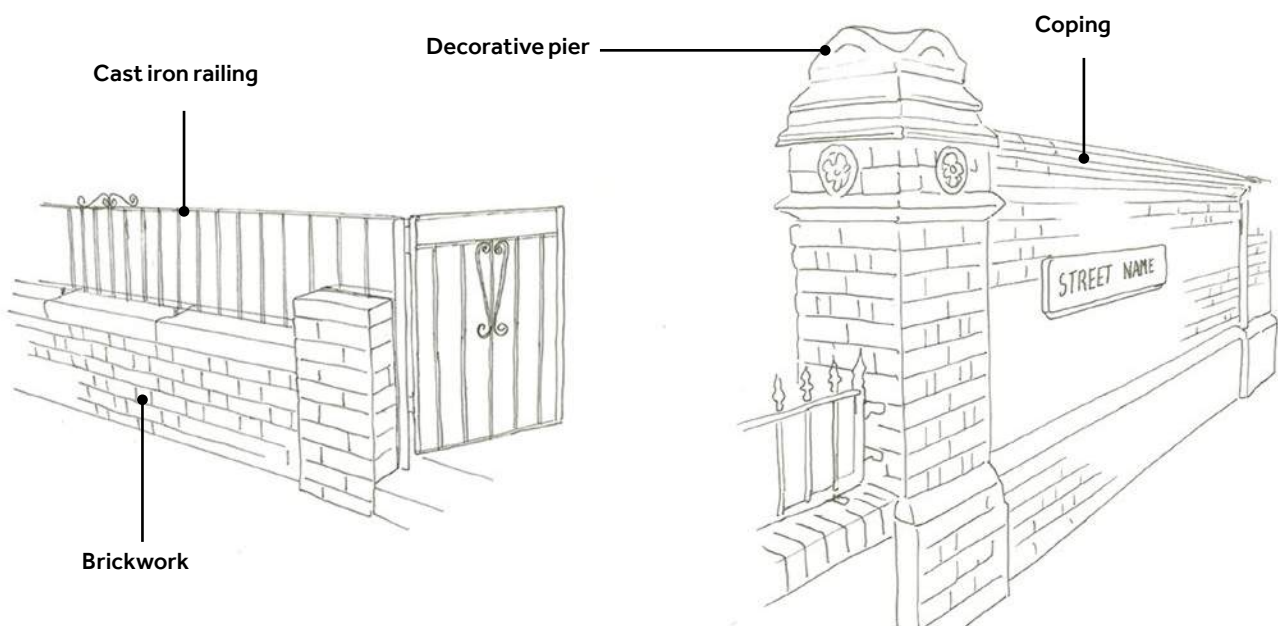 Cast iron railing
Brickwork
Decorative pier
Coping
STREET NAME